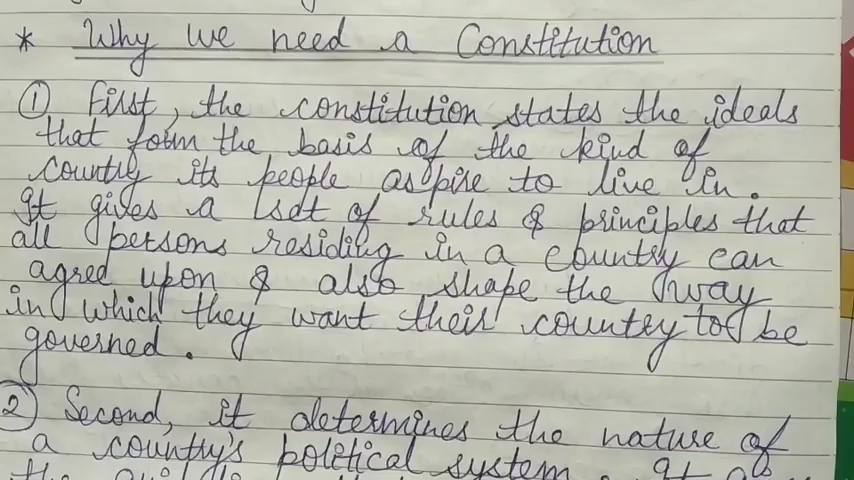 * Why we need a Constitution
① First, the constitution states the ideals
that form the basis of the kind of
country its people aspire to live in.
It gives a set of rules & principles that
all persons residing in a country can
agred upon & also shape the way
in which they want their country to be
governed.
② Second, it determines the nature of
a country's political system. It
the